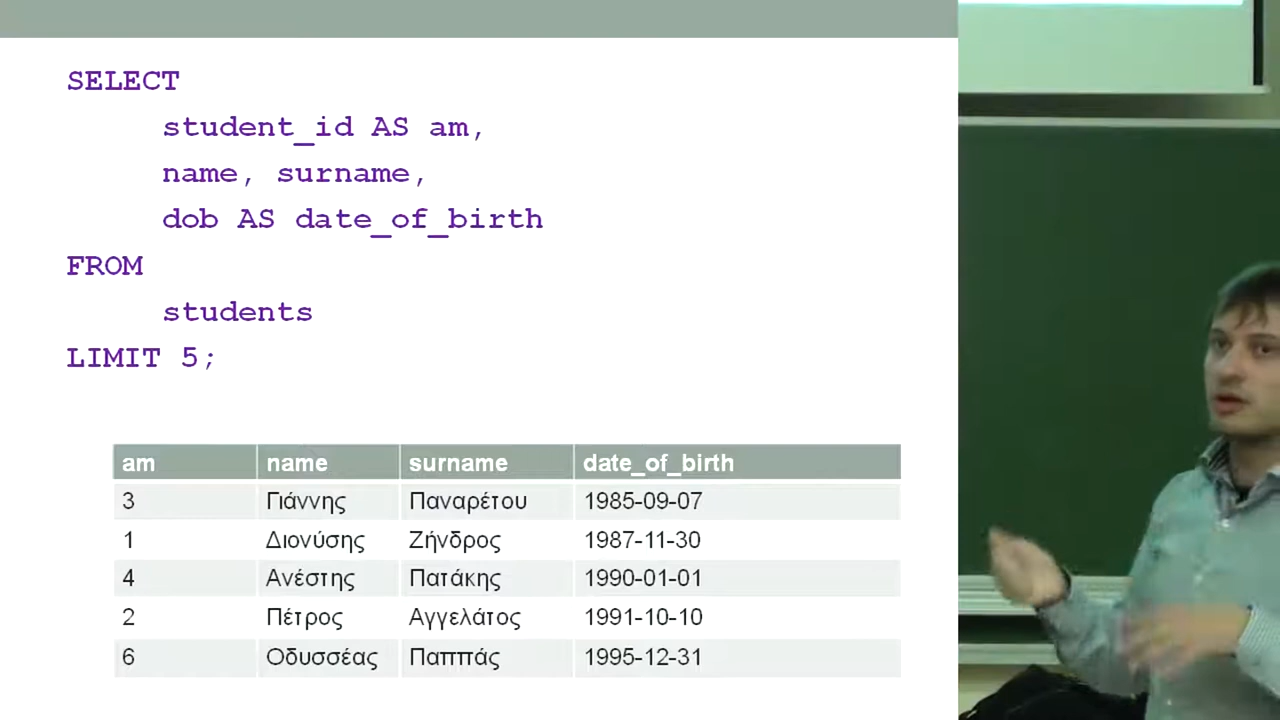 SELECT
student_id AS am,
name, surname,
dob AS date_of_birth
FROM
students
LIMIT 5;
am name surname date_of_birth
3 Γιάννης Παναρέτου 1985-09-07
1 Διονύσης Ζήνδρος 1987-11-30
4 Ανέστης Πατάκης 1990-01-01
2 Πέτρος Αγγελάτος 1991-10-10
6 Οδυσσέας Παππάς 1995-12-31